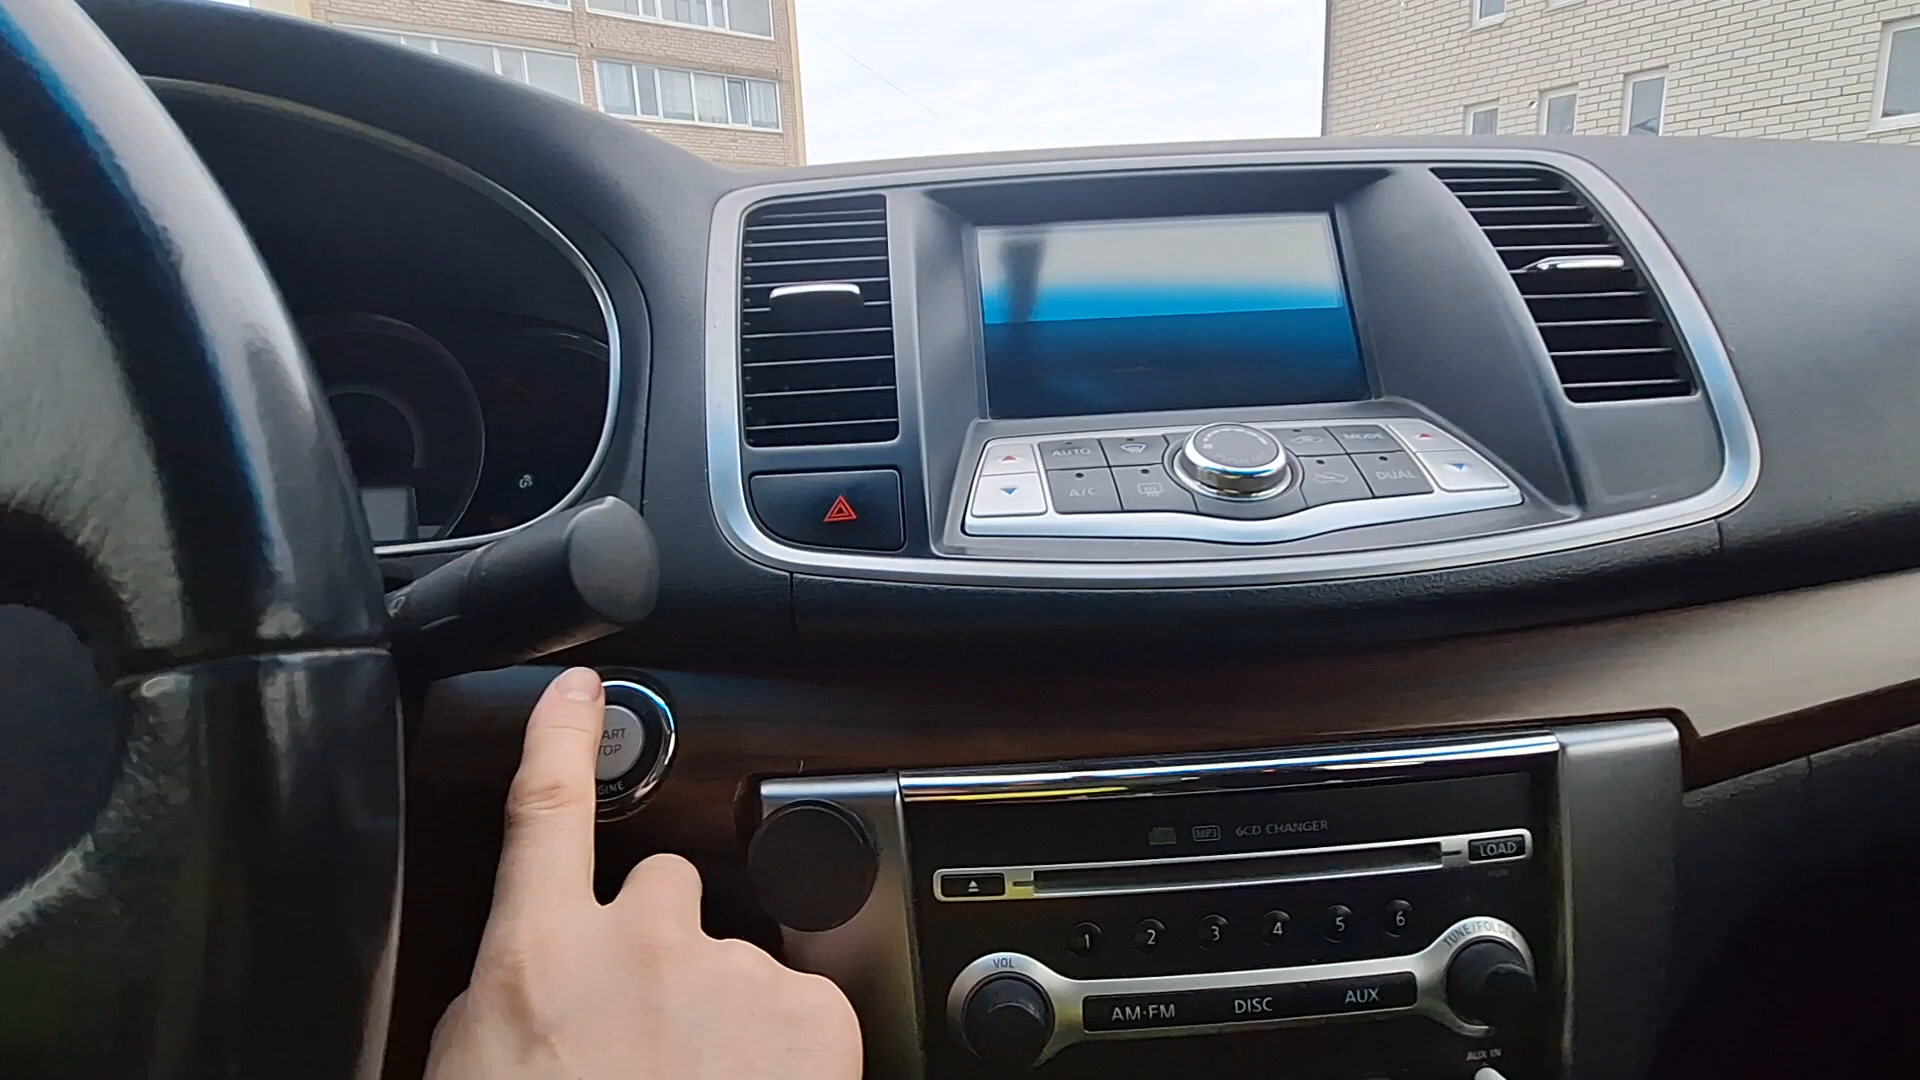 AUTO
MODE
A/C
DUAL
ART
TOP
GINE
MP3 6CD CHANGER
LOAD
1 2 3 4 5 6
VOL
TUNE/FOLDER
AM·FM DISC AUX
AUX IN